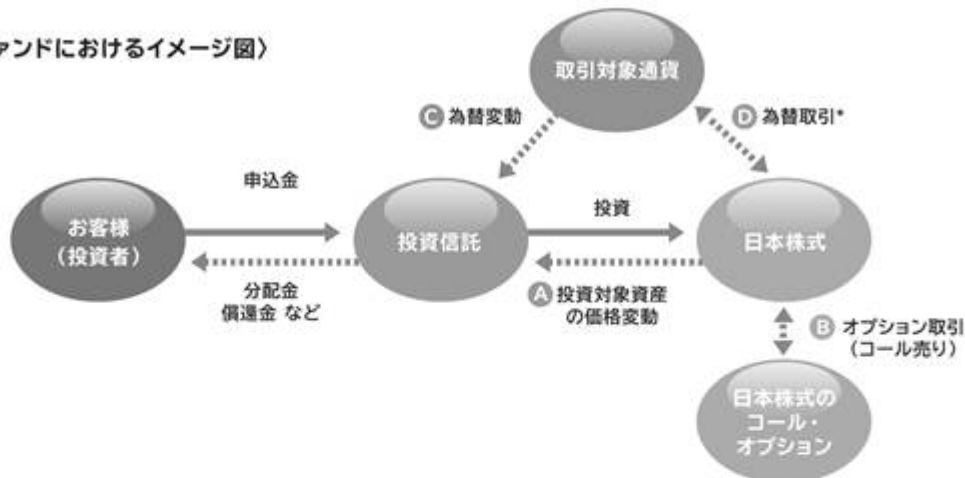 ァンドにおけるイメージ図〉
取引対象通貨
C 為替変動
D 為替取引*
申込金
投資
お客様
（投資者）
投資信託
日本株式
分配金
償還金 など
A 投資対象資産
の価格変動
B オプション取引
（コール売り）
日本株式の
コール・
オプション